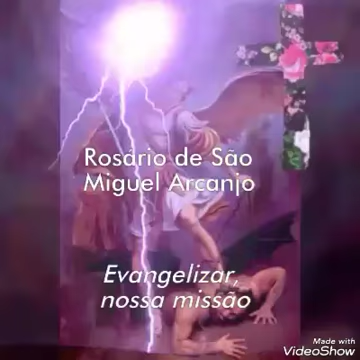 Rosário de São
Miguel Arcanjo
Evangelizar,
nossa missão
Made with
VideoShow